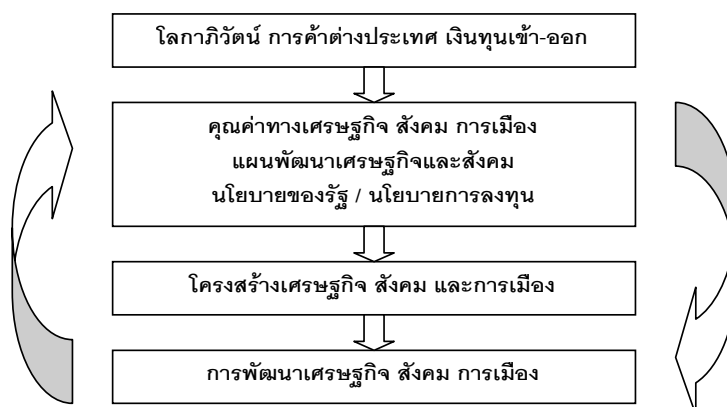 โลกาภิวัตน์ การค้าต่างประเทศ เงินทุนเข้า-ออก
คุณค่าทางเศรษฐกิจ สังคม การเมือง
แผนพัฒนาเศรษฐกิจและสังคม
นโยบายของรัฐ / นโยบายการลงทุน
โครงสร้างเศรษฐกิจ สังคม และการเมือง
การพัฒนาเศรษฐกิจ สังคม การเมือง